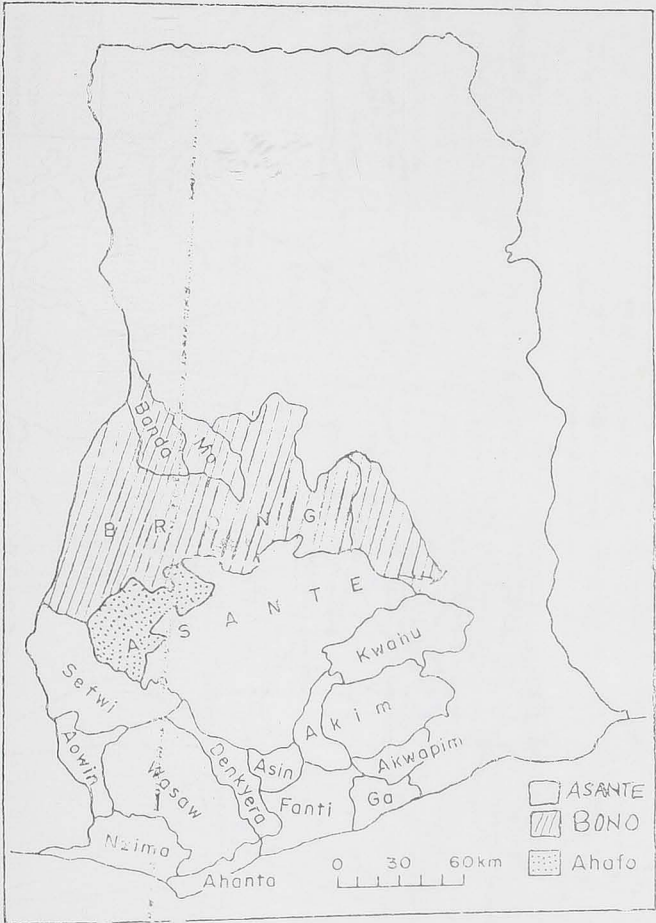 Banda
Mo
B R O N G
A S A N T E
Kwahu
Sefwi
Akim
Aowin
Wasaw
Denkyera
Asin
Akwapim
Fanti
Ga
Nzima
Ahanta
0 30 60km
ASANTE
BONO
Ahafo